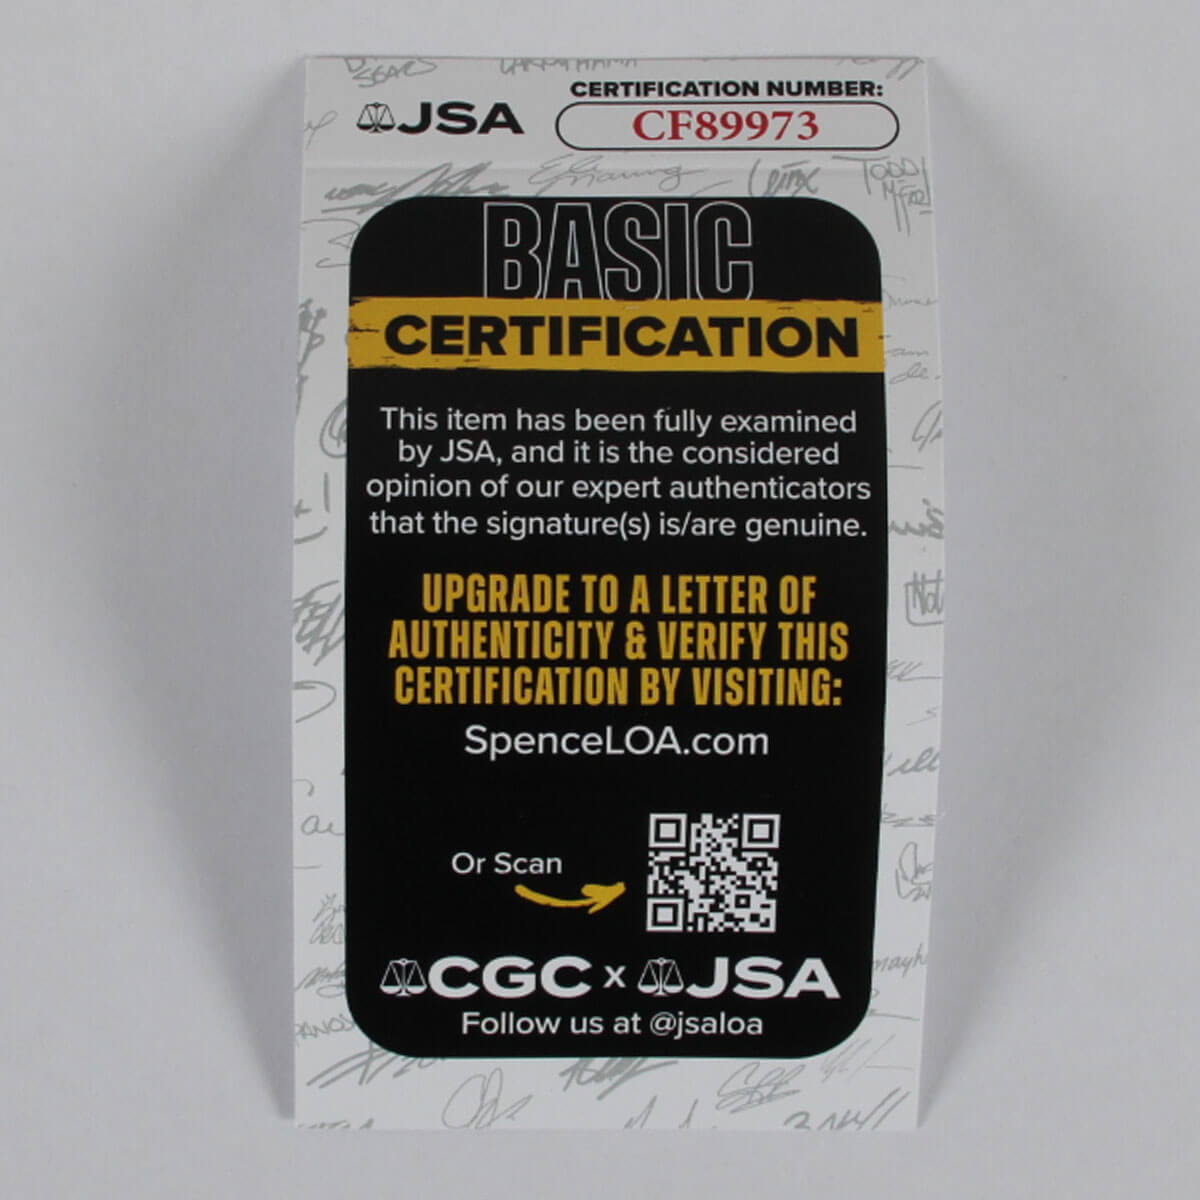 JSA
CERTIFICATION NUMBER:
CF89973
BASIC
CERTIFICATION
This item has been fully examined
by JSA, and it is the considered
opinion of our expert authenticators
that the signature(s) is/are genuine.
UPGRADE TO A LETTER OF
AUTHENTICITY & VERIFY THIS
CERTIFICATION BY VISITING:
SpenceLOA.com
Or Scan
CGC x JSA
Follow us at @jsaloa